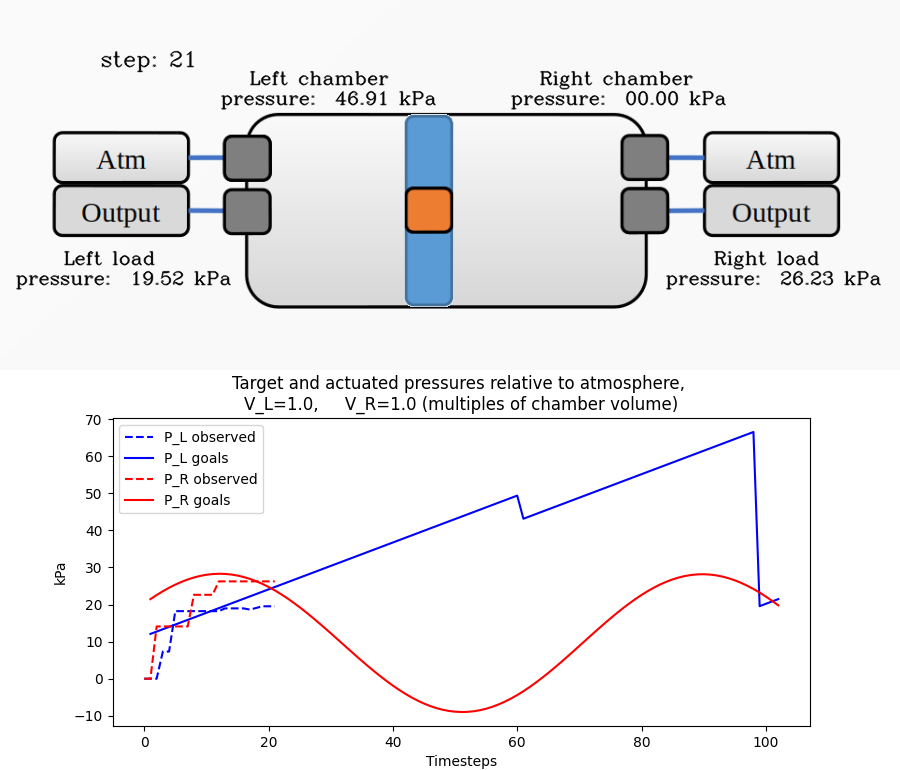 step: 21
Left chamber
pressure: 46.91 kPa
Right chamber
pressure: 00.00 kPa
Atm
Output
Atm
Output
Left load
pressure: 19.52 kPa
Right load
pressure: 26.23 kPa
Target and actuated pressures relative to atmosphere,
V_L=1.0, V_R=1.0 (multiples of chamber volume)
P_L observed
P_L goals
P_R observed
P_R goals
kPa
70
60
50
40
30
20
10
0
−10
0 20 40 60 80 100
Timesteps